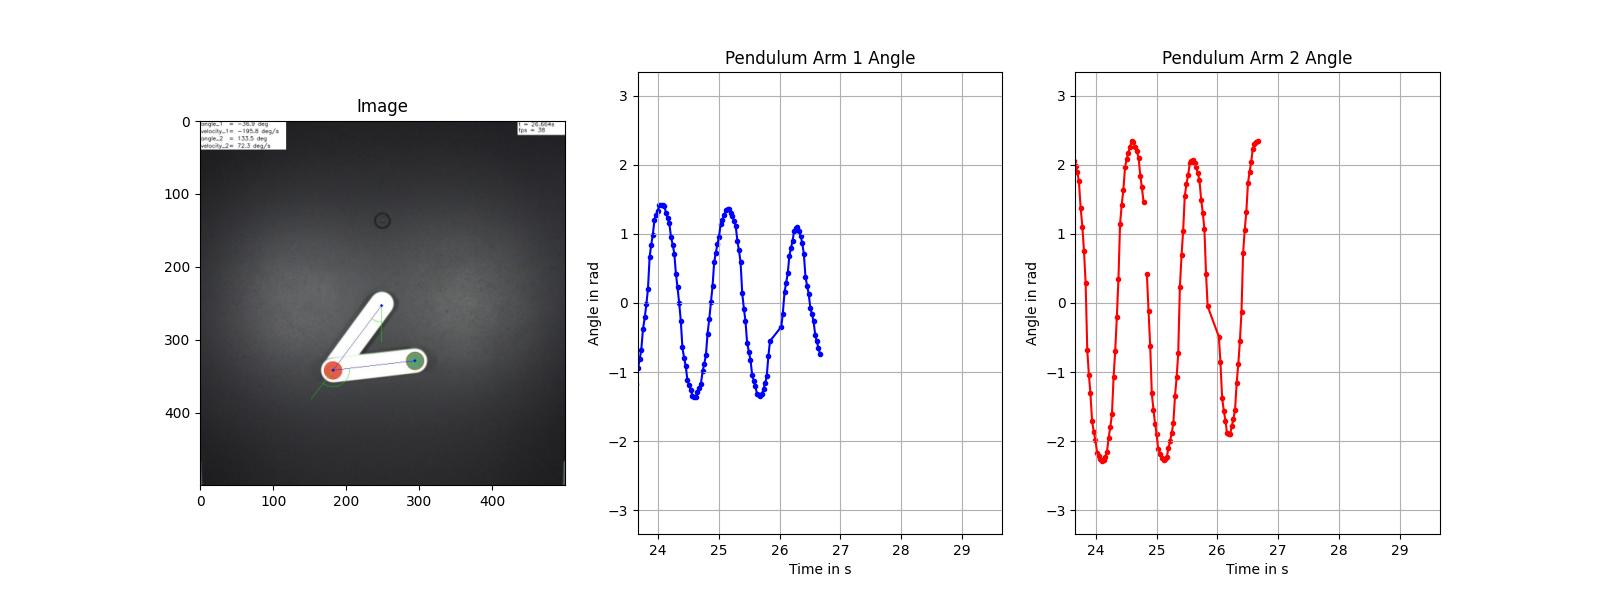 Image
angle_1 = -36.9 deg
velocity_1= -195.8 deg/s
angle_2 = 133.5 deg
velocity_2= 72.3 deg/s
t = 26.664s
fps = 38
0
100
200
300
400
0 100 200 300 400
Pendulum Arm 1 Angle
Angle in rad
3
2
1
0
−1
−2
−3
24 25 26 27 28 29
Time in s
Pendulum Arm 2 Angle
Angle in rad
3
2
1
0
−1
−2
−3
24 25 26 27 28 29
Time in s